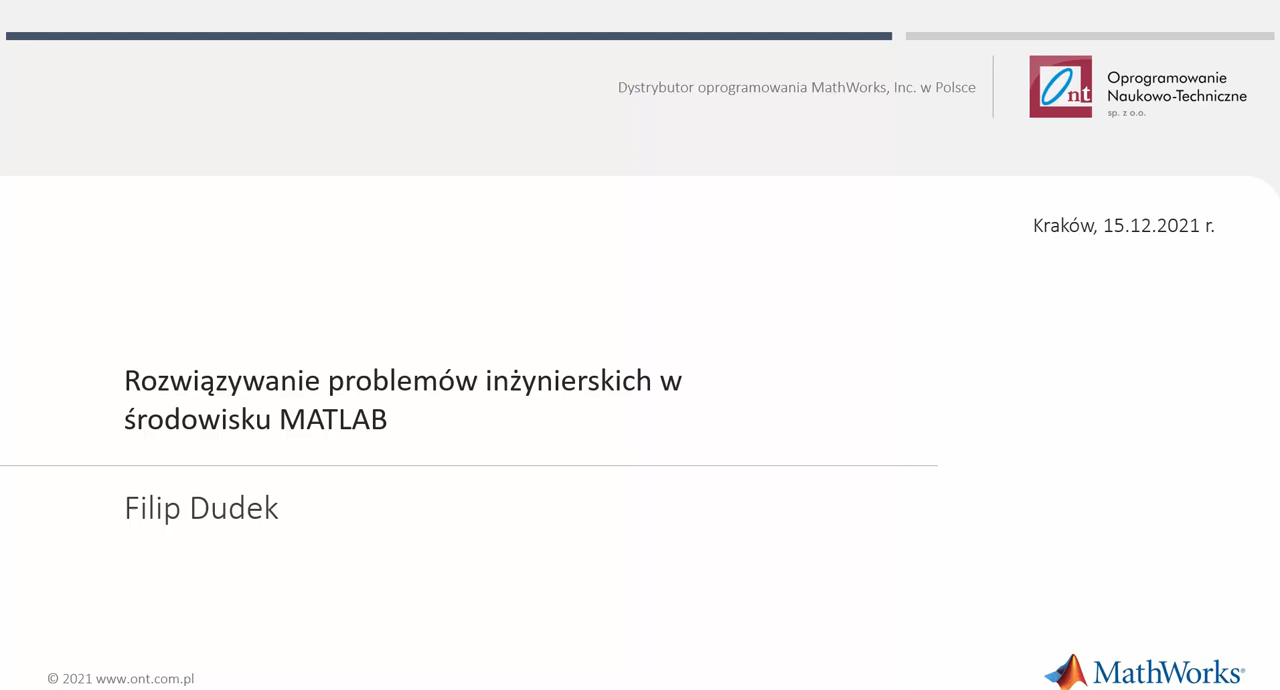 Dystrybutor oprogramowania MathWorks, Inc. w Polsce
Ont
Oprogramowanie
Naukowo-Techniczne
sp. z o.o.
Kraków, 15.12.2021 r.
Rozwiązywanie problemów inżynierskich w
środowisku MATLAB
Filip Dudek
© 2021 www.ont.com.pl
MathWorks®